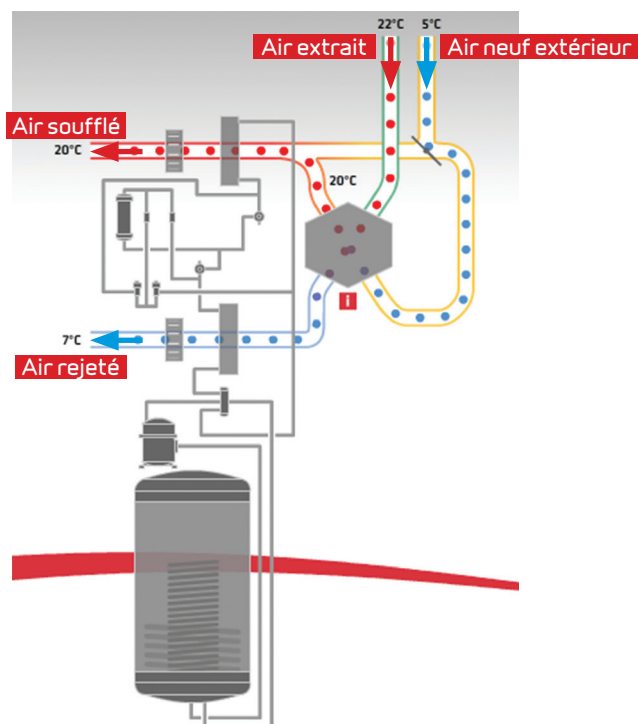 22°C 5°C
Air extrait Air neuf extérieur
Air soufflé
20°C
20°C
i
7°C
Air rejeté